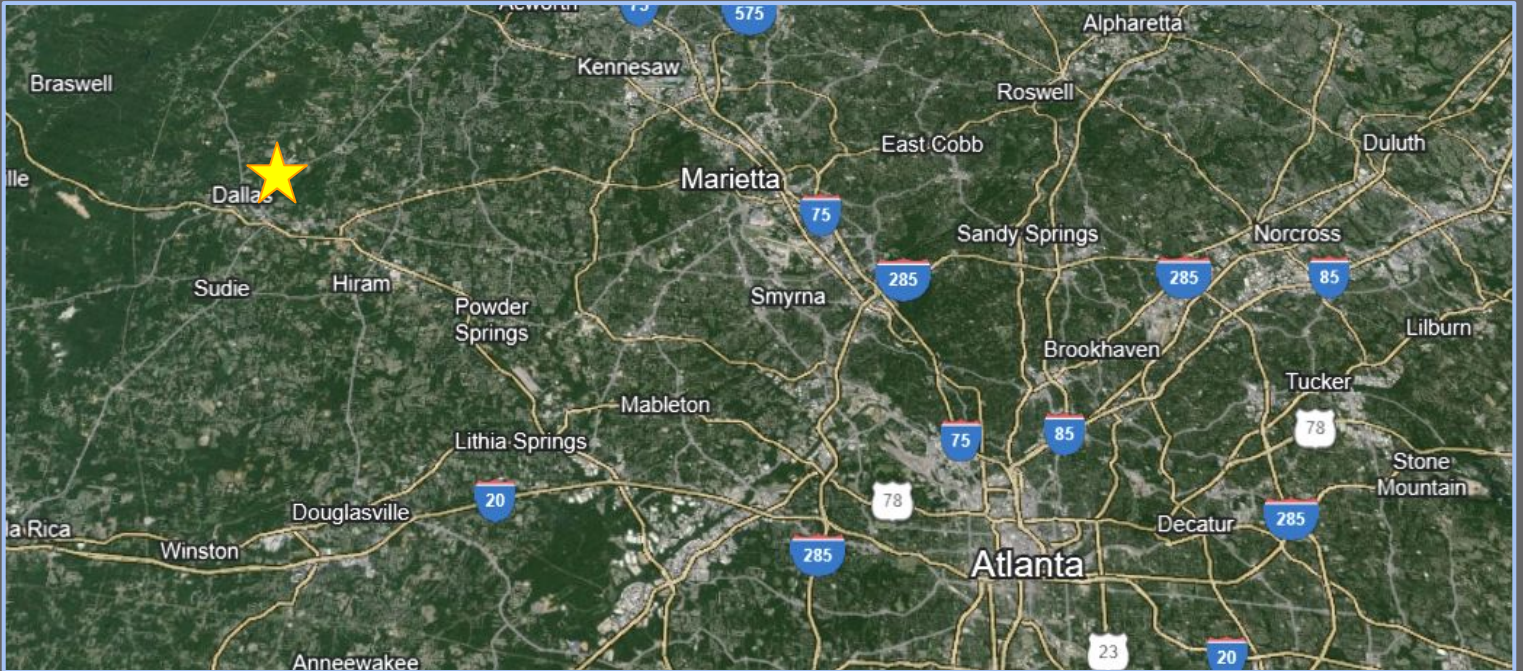 Acworth
75
575
Alpharetta
Kennesaw
Braswell
Roswell
East Cobb
Duluth
lle
Marietta
Dallas
75
Sandy Springs
Norcross
285
285
85
Sudie
Hiram
Smyrna
Powder
Springs
Lilburn
Brookhaven
Tucker
Mableton
78
75
85
Lithia Springs
Stone
Mountain
20
78
Douglasville
Decatur
285
la Rica
Winston
285
Atlanta
23
20
Anneewakee